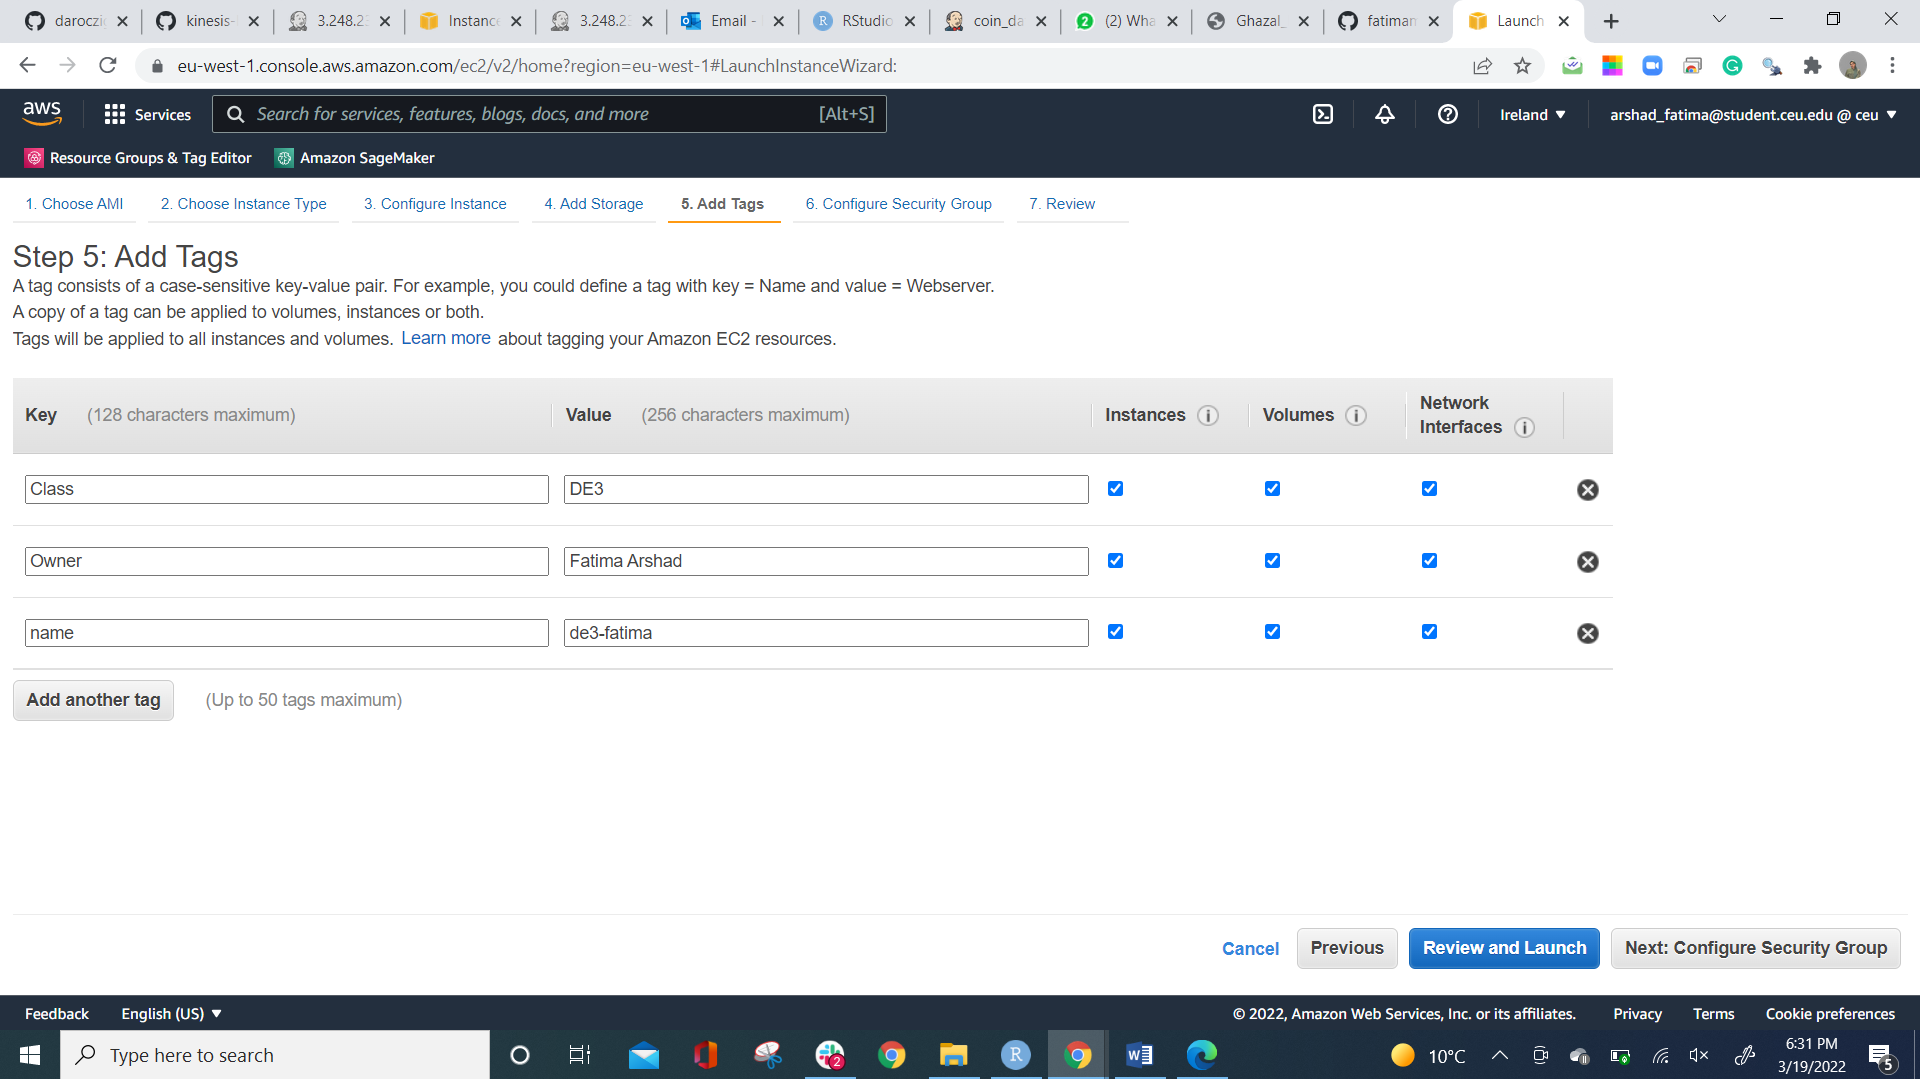 daroczi
kinesis-
3.248.23
Instance
3.248.23
Email -
RStudio
coin_da
2 (2) Wha
Ghazal_
fatiman
Launch
eu-west-1.console.aws.amazon.com/ec2/v2/home?region=eu-west-1#LaunchInstanceWizard:
aws
Services
Search for services, features, blogs, docs, and more [Alt+S]
Ireland ▼
arshad_fatima@student.ceu.edu @ ceu ▼
Resource Groups & Tag Editor
Amazon SageMaker
1. Choose AMI
2. Choose Instance Type
3. Configure Instance
4. Add Storage
5. Add Tags
6. Configure Security Group
7. Review
Step 5: Add Tags
A tag consists of a case-sensitive key-value pair. For example, you could define a tag with key = Name and value = Webserver.
A copy of a tag can be applied to volumes, instances or both.
Tags will be applied to all instances and volumes. Learn more about tagging your Amazon EC2 resources.
Key (128 characters maximum)
Value (256 characters maximum)
Instances
Volumes
Network
Interfaces
Class
DE3
Owner
Fatima Arshad
name
de3-fatima
Add another tag
(Up to 50 tags maximum)
Cancel
Previous
Review and Launch
Next: Configure Security Group
Feedback
English (US) ▼
© 2022, Amazon Web Services, Inc. or its affiliates.
Privacy
Terms
Cookie preferences
Type here to search
2
R
10°C
6:31 PM
3/19/2022
5